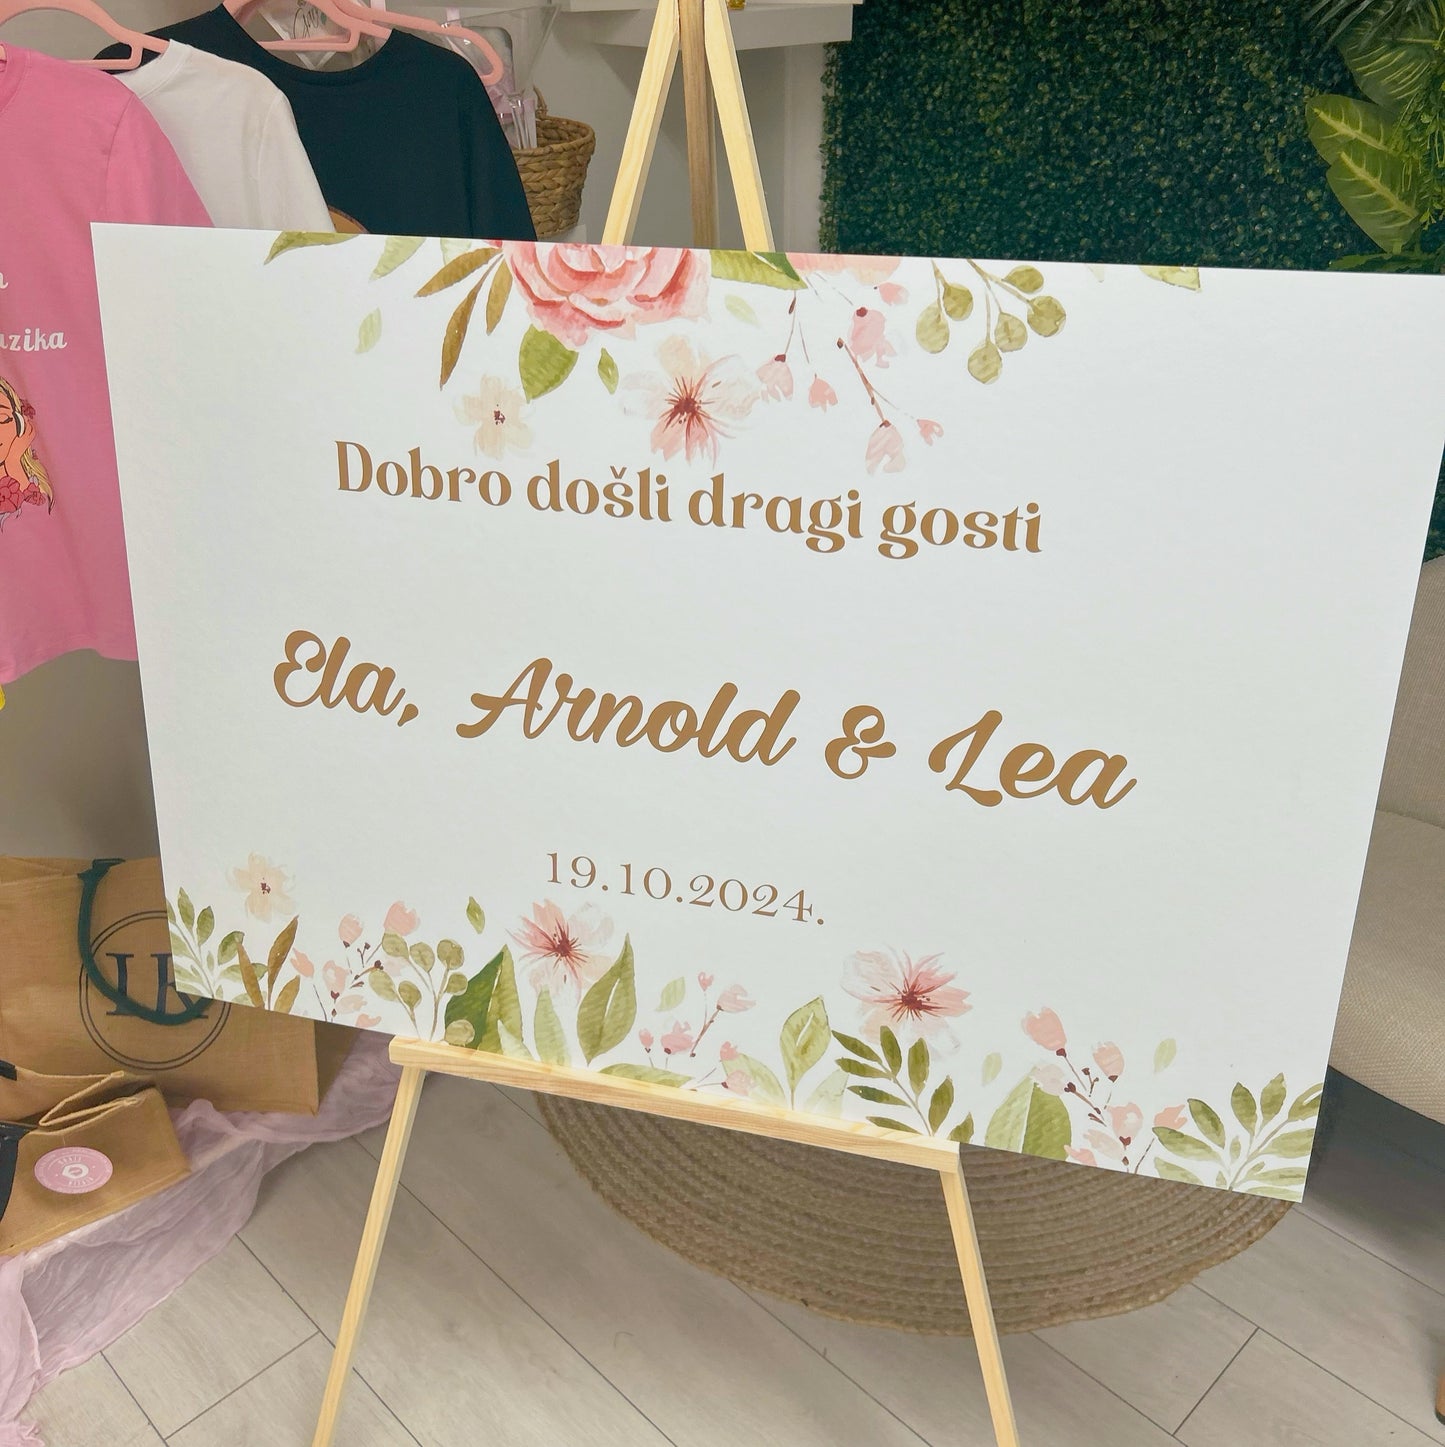 Dobro došli dragi gosti
Ela, Arnold & Lea
19.10.2024.